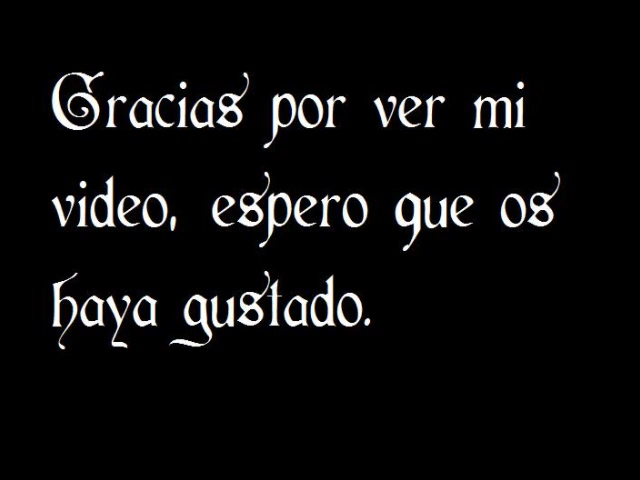 Gracias por ver mi
video, espero que os
haya gustado.